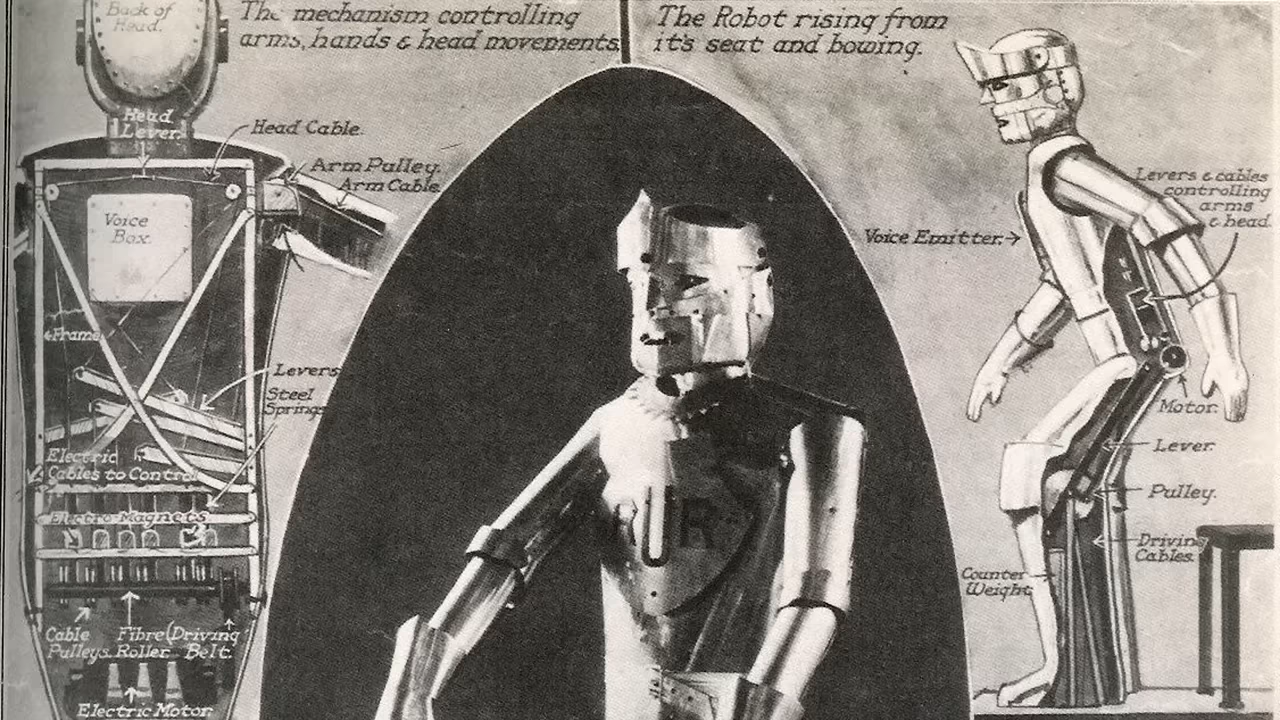 Back of
Head.
The mechanism controlling
arms, hands & head movements.
The Robot rising from
it's seat and bowing.
Head
Lever.
Head Cable.
Arm Pulley.
Arm Cable.
Voice
Box.
Frame
Levers
Steel
Springs
Electric
Cables to Control
Electro-Magnets
Cable
Pulleys.
Fibre
Roller.
Driving
Belt.
Electric Motor.
RUR
Levers & cables
controlling
arms
& head.
Voice Emitter.
Motor.
Lever.
Pulley.
Driving
Cables.
Counter
Weight.